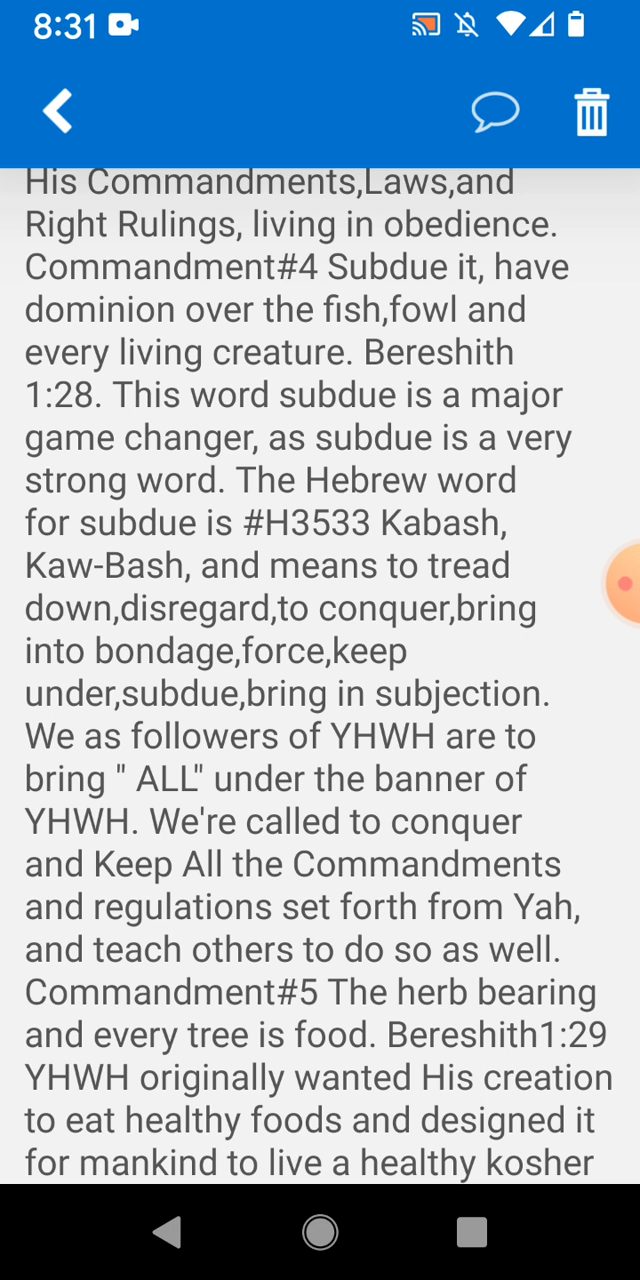 8:31
His Commandments,Laws,and
Right Rulings, living in obedience.
Commandment#4 Subdue it, have
dominion over the fish,fowl and
every living creature. Bereshith
1:28. This word subdue is a major
game changer, as subdue is a very
strong word. The Hebrew word
for subdue is #H3533 Kabash,
Kaw-Bash, and means to tread
down,disregard,to conquer,bring
into bondage,force,keep
under,subdue,bring in subjection.
We as followers of YHWH are to
bring " ALL" under the banner of
YHWH. We're called to conquer
and Keep All the Commandments
and regulations set forth from Yah,
and teach others to do so as well.
Commandment#5 The herb bearing
and every tree is food. Bereshith1:29
YHWH originally wanted His creation
to eat healthy foods and designed it
for mankind to live a healthy kosher